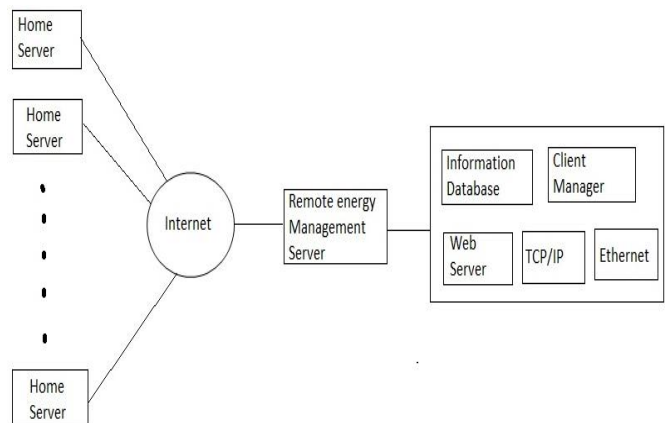 Home
Server
Home
Server
Home
Server
Internet
Remote energy
Management
Server
Information
Database
Client
Manager
Web
Server
TCP/IP
Ethernet